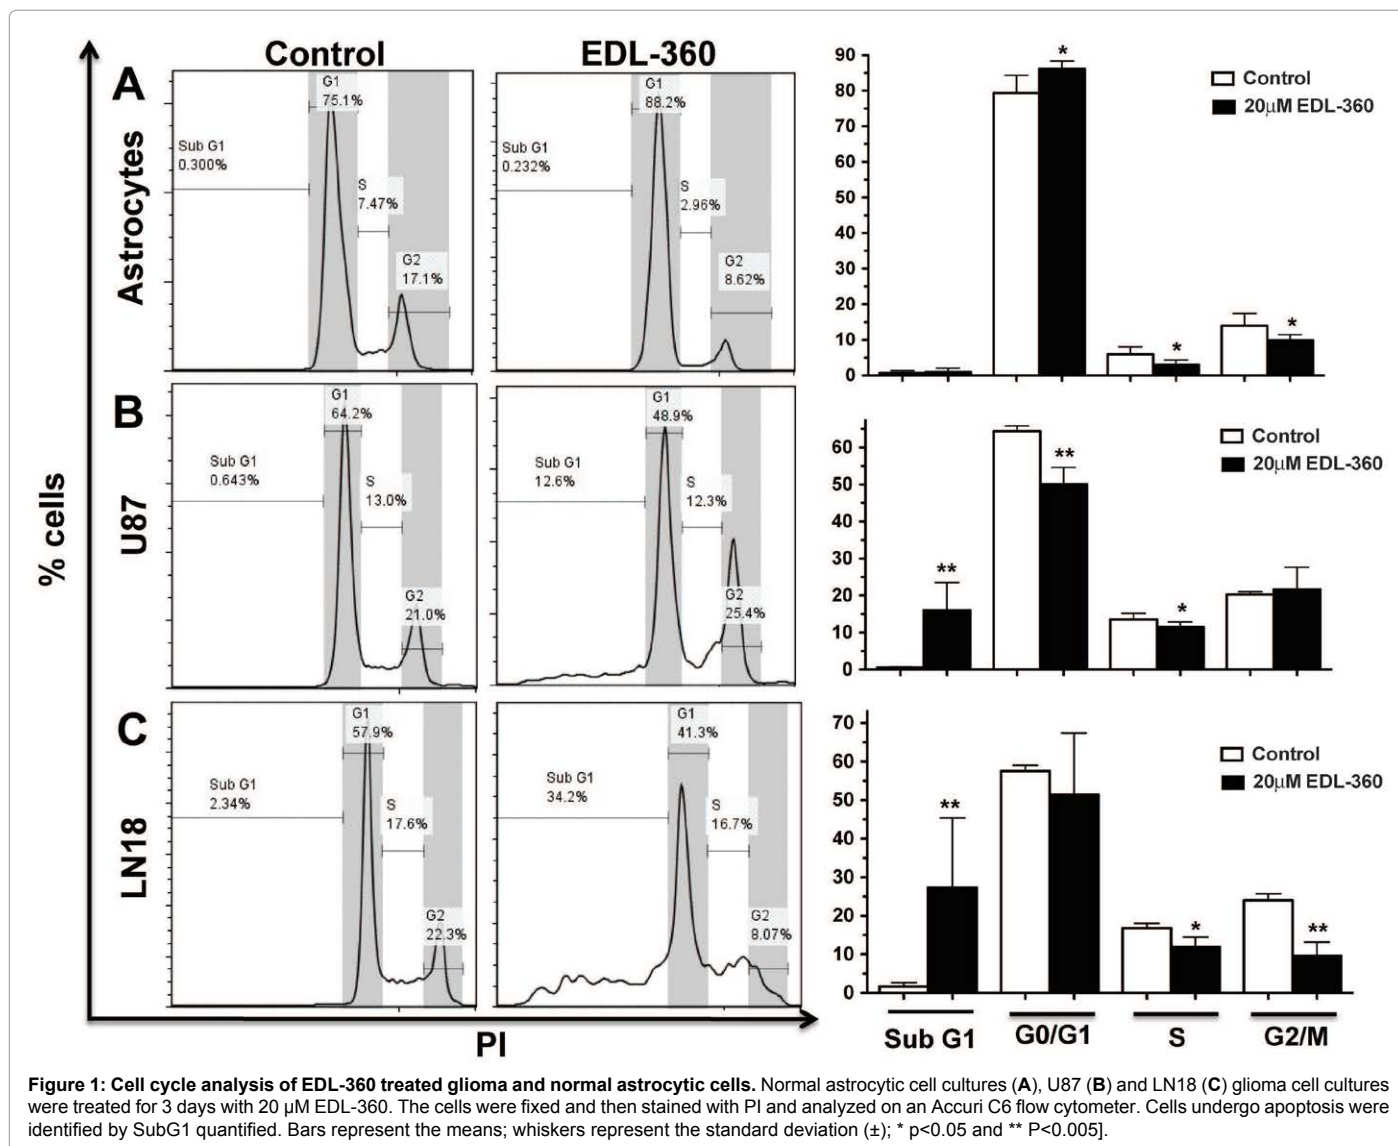 Control
EDL-360
A
Astrocytes
G1
75.1%
Sub G1
0.300%
S
7.47%
G2
17.1%
G1
88.2%
Sub G1
0.232%
S
2.96%
G2
8.62%
90
80
70
60
50
40
30
20
10
0
*
*
*
Control
20µM EDL-360
% cells
B
U87
G1
64.2%
Sub G1
0.643%
S
13.0%
G2
21.0%
G1
48.9%
Sub G1
12.6%
S
12.3%
G2
25.4%
60
50
40
30
20
10
0
**
**
*
Control
20µM EDL-360
C
LN18
G1
57.9%
Sub G1
2.34%
S
17.6%
G2
22.3%
G1
41.3%
Sub G1
34.2%
S
16.7%
G2
8.07%
70
60
50
40
30
20
10
0
**
*
**
Control
20µM EDL-360
PI
Sub G1
G0/G1
S
G2/M
Figure 1: Cell cycle analysis of EDL-360 treated glioma and normal astrocytic cells. Normal astrocytic cell cultures (A), U87 (B) and LN18 (C) glioma cell cultures
were treated for 3 days with 20 µM EDL-360. The cells were fixed and then stained with PI and analyzed on an Accuri C6 flow cytometer. Cells undergo apoptosis were
identified by SubG1 quantified. Bars represent the means; whiskers represent the standard deviation (±); * p<0.05 and ** P<0.005].